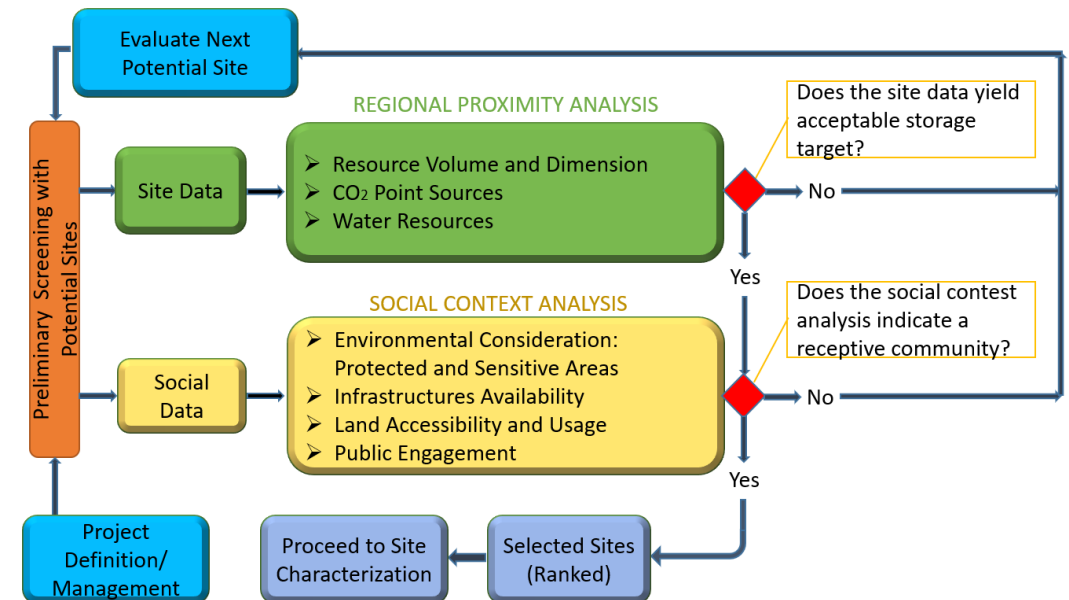 Evaluate Next
Potential Site
REGIONAL PROXIMITY ANALYSIS
Does the site data yield
acceptable storage
target?
Preliminary Screening with
Potential Sites
Site Data
➢ Resource Volume and Dimension
➢ CO₂ Point Sources
➢ Water Resources
No
Yes
SOCIAL CONTEXT ANALYSIS
Does the social contest
analysis indicate a
receptive community?
Social
Data
➢ Environmental Consideration:
Protected and Sensitive Areas
➢ Infrastructures Availability
➢ Land Accessibility and Usage
➢ Public Engagement
No
Yes
Project
Definition/
Management
Proceed to Site
Characterization
Selected Sites
(Ranked)